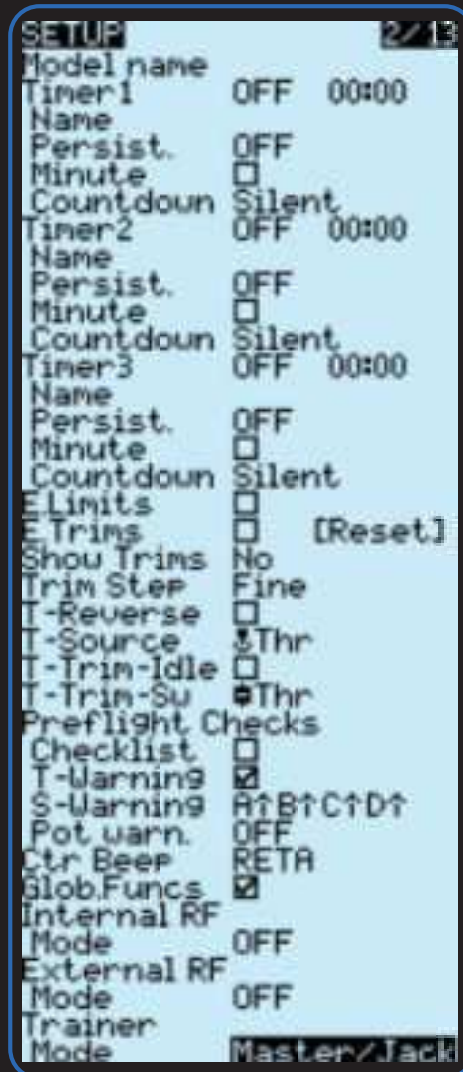 SETUP 2/13
Model name
Timer1 OFF 00:00
Name
Persist. OFF
Minute
Countdown Silent
Timer2 OFF 00:00
Name
Persist. OFF
Minute
Countdown Silent
Timer3 OFF 00:00
Name
Persist. OFF
Minute
Countdown Silent
E.Limits
E.Trims [Reset]
Show Trims No
Trim Step Fine
T-Reverse
T-Source Thr
T-Trim-Idle
T-Trim-Sw Thr
Preflight Checks
Checklist
T-Warning
S-Warning A↑B↑C↑D↑
Pot warn. OFF
Ctr Beep RETA
Glob.Funcs
Internal RF
Mode OFF
External RF
Mode OFF
Trainer
Mode Master/Jack